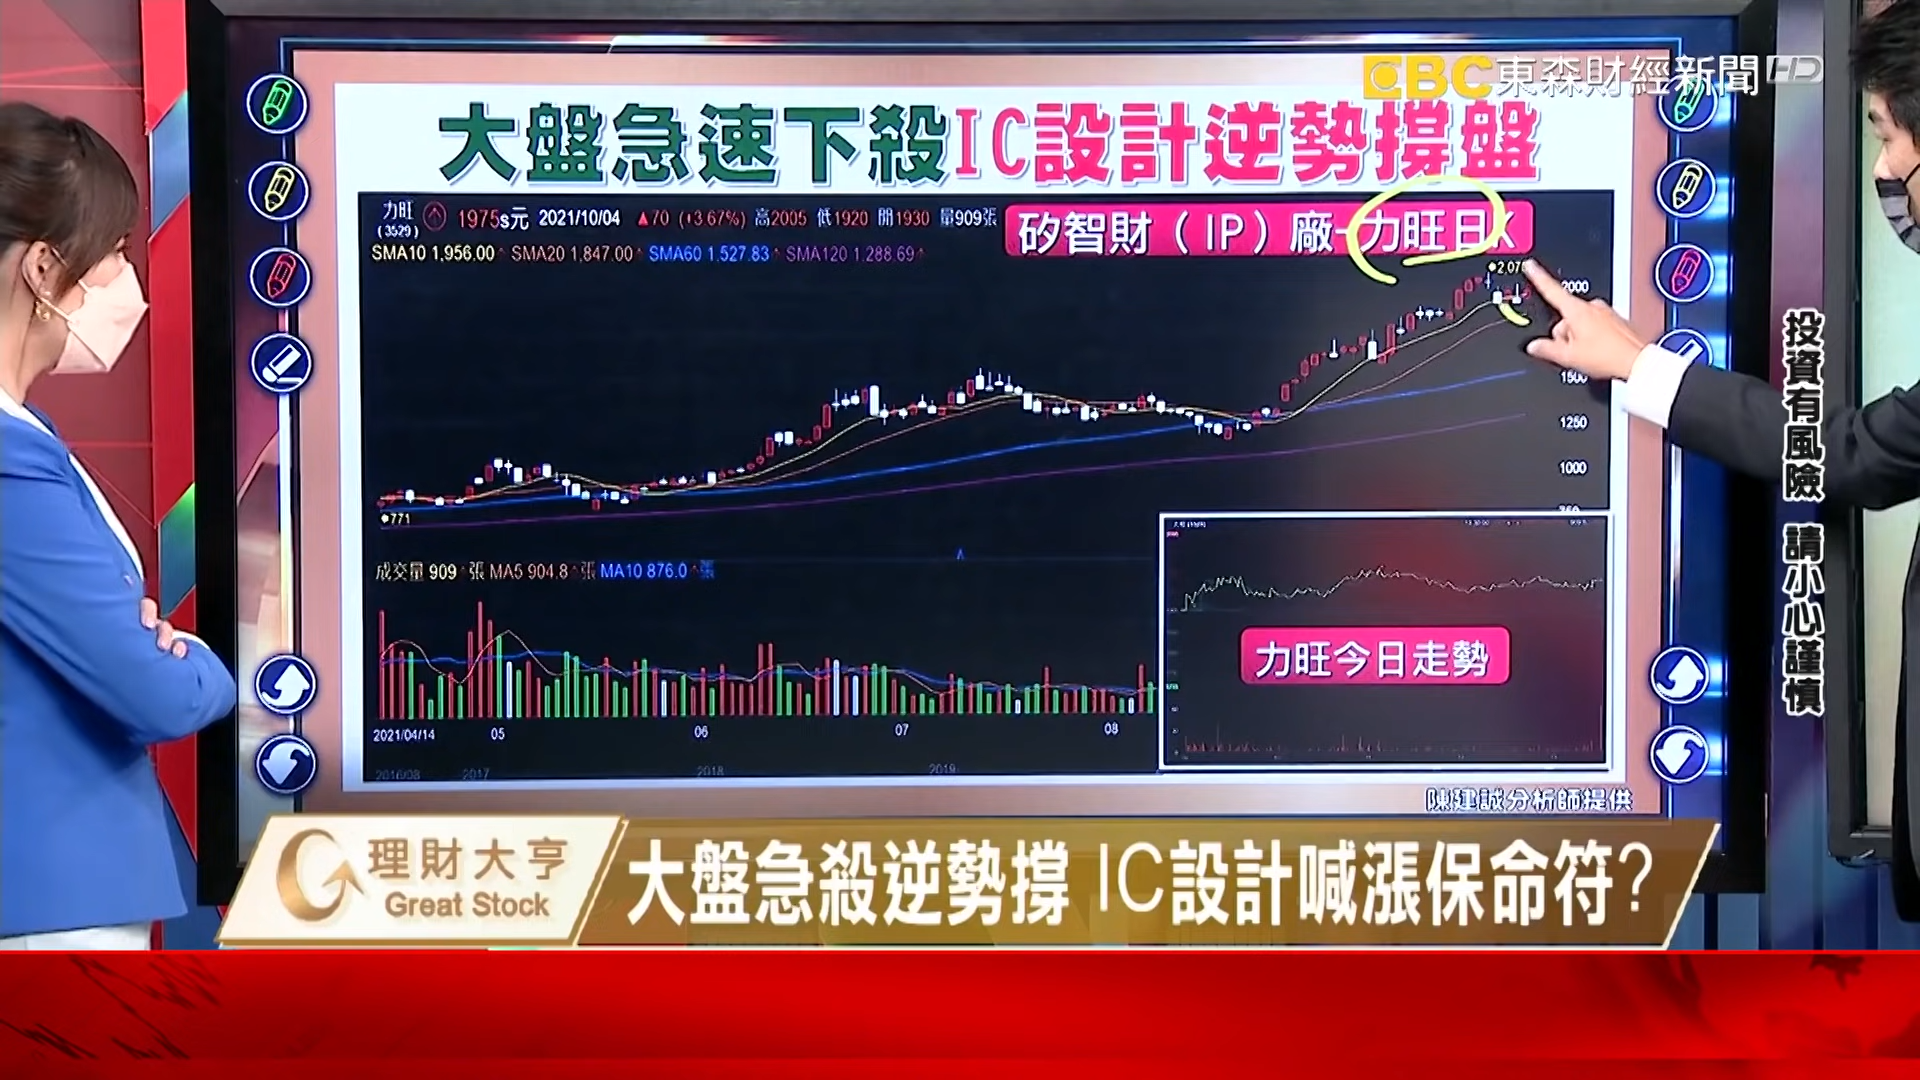 EBC東森財經新聞HD
大盤急速下殺IC設計逆勢撐盤
力旺 1975s元 2021/10/04 ▲70 (+3.67%) 高2005 低1920 開1930 量909張
(3529)
矽智財（IP）廠-力旺日K
SMA10 1,956.00 SMA20 1,847.00 SMA60 1,527.83 SMA120 1,288.69
2000
1500
1250
1000
771
成交量 909 張 MA5 904.8 張 MA10 876.0 張
力旺今日走勢
2021/04/14 05 06 07 08
2016/08 2017 2018 2019
陳建誠分析師提供
投資有風險 請小心謹慎
理財大亨
Great Stock
大盤急殺逆勢撐 IC設計喊漲保命符?